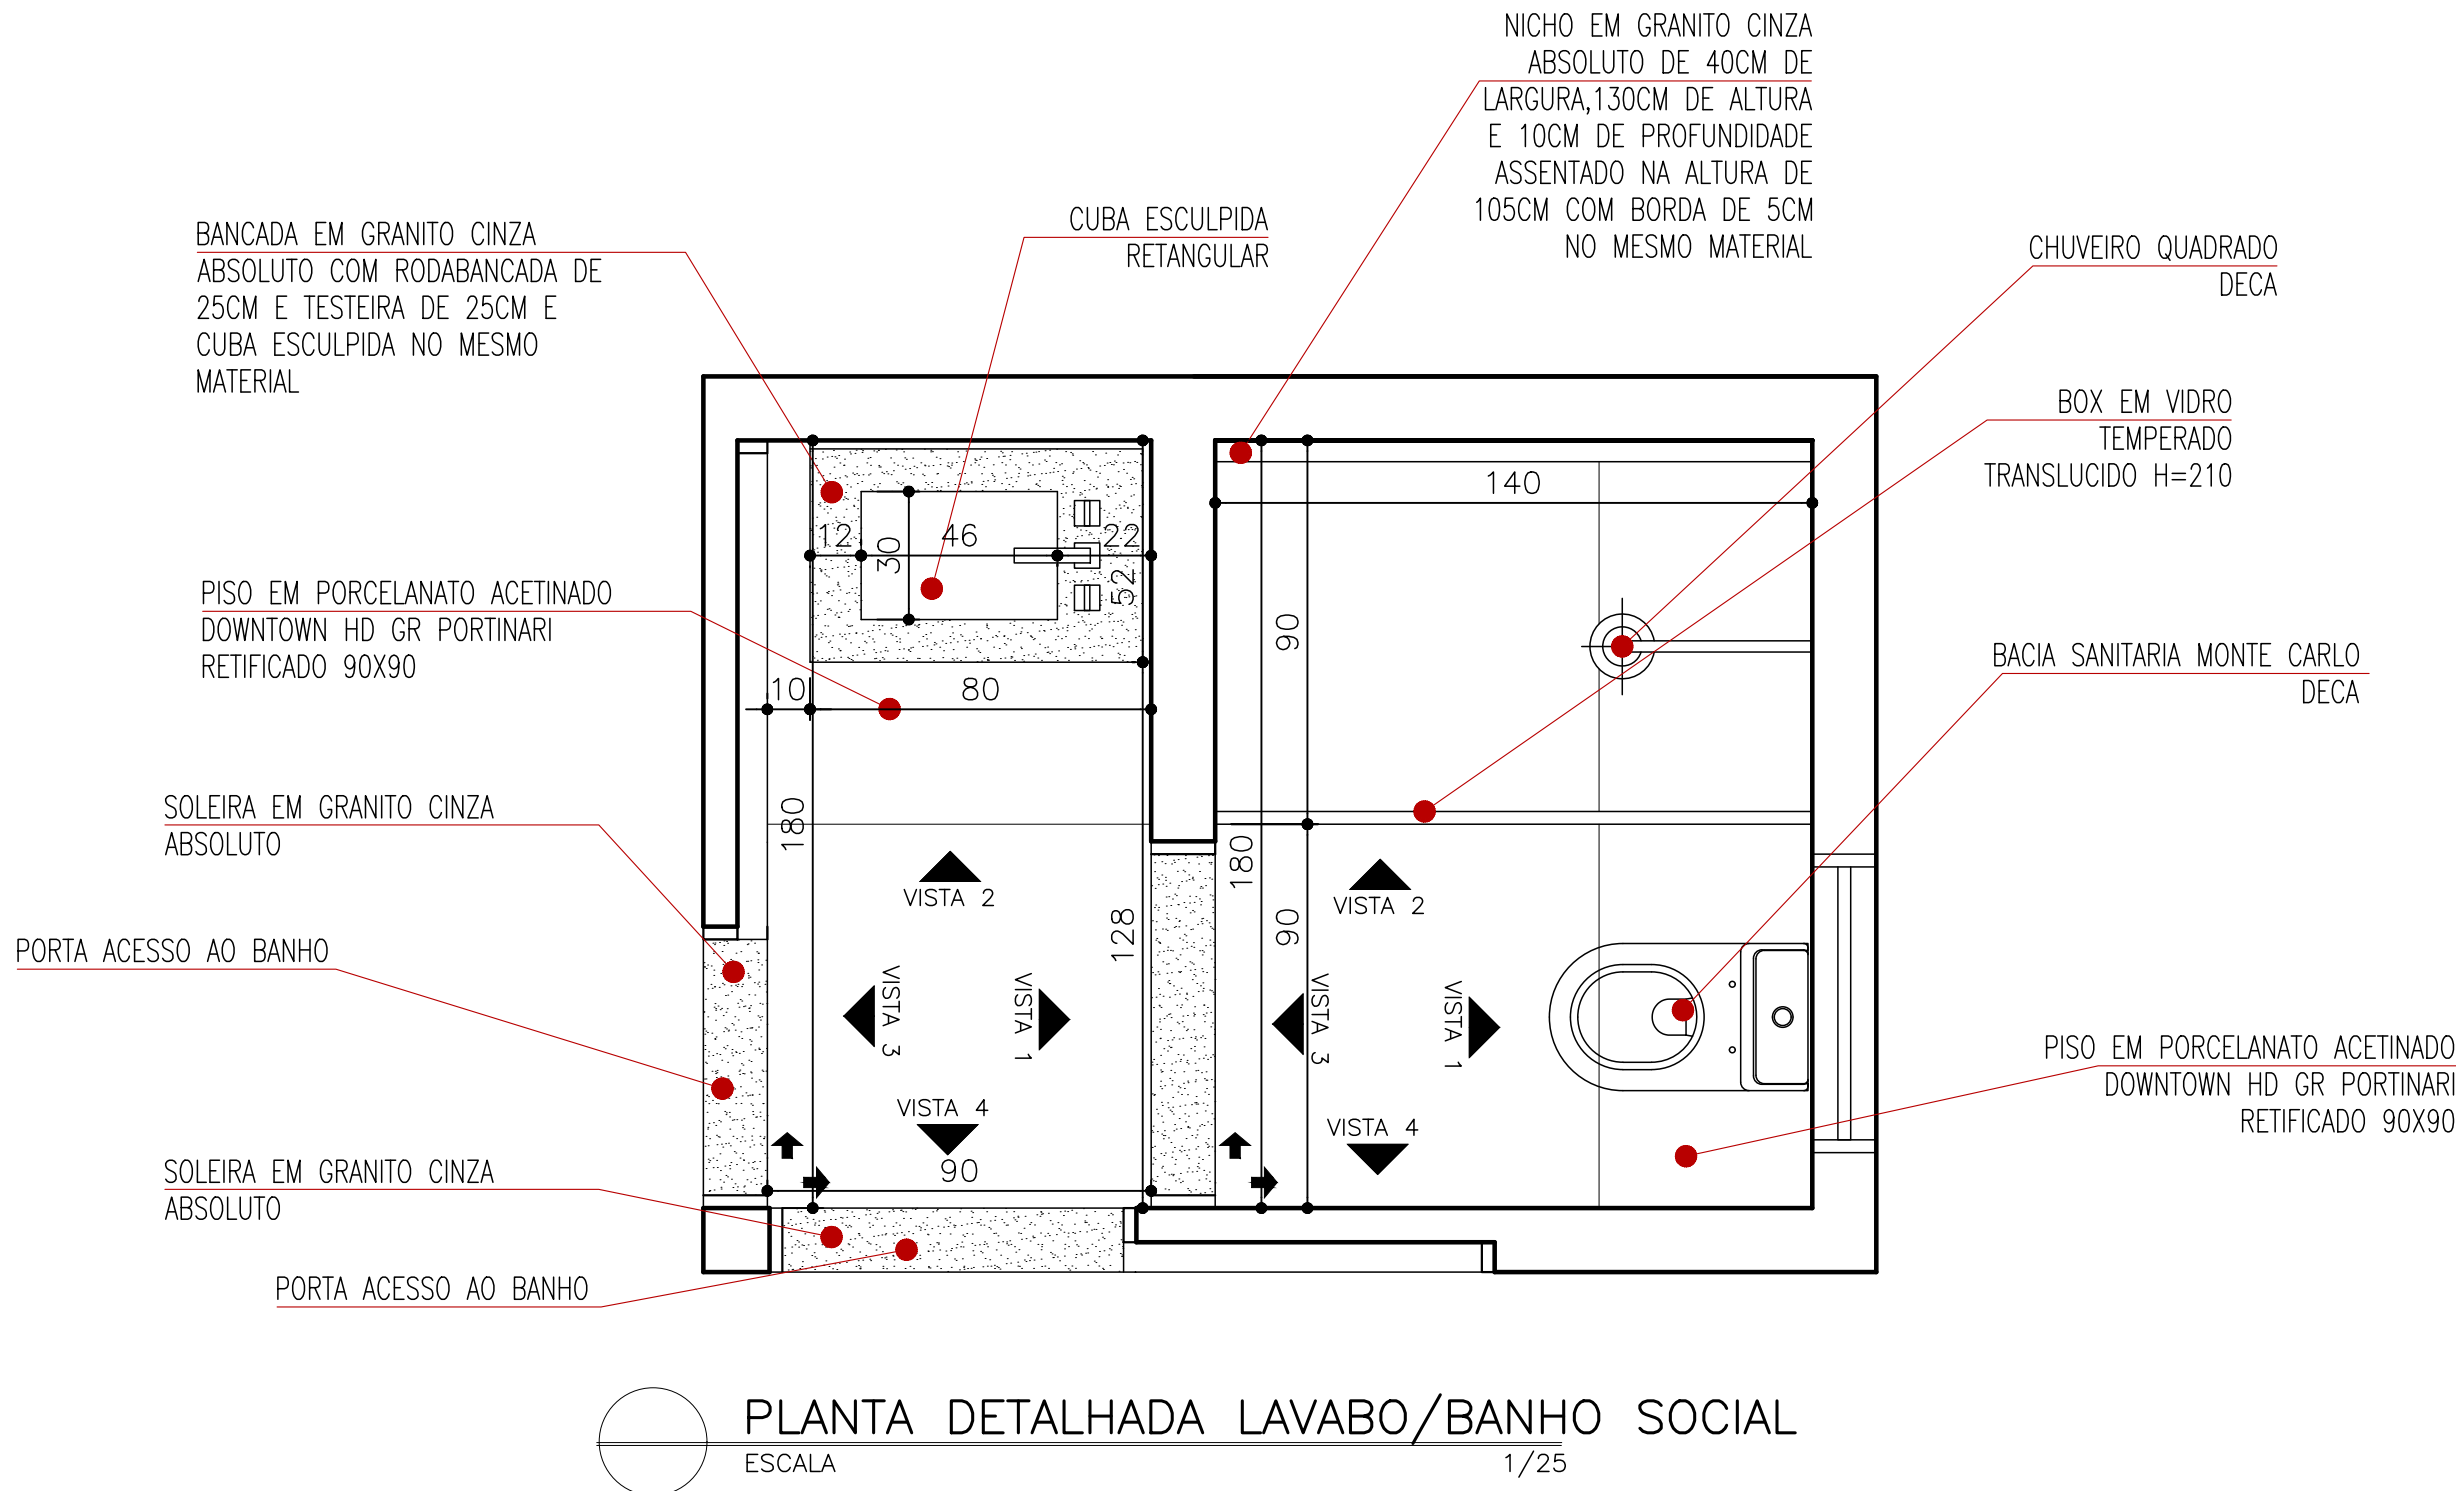 NICHO EM GRANITO CINZA
ABSOLUTO DE 40CM DE
LARGURA,130CM DE ALTURA
E 10CM DE PROFUNDIDADE
ASSENTADO NA ALTURA DE
105CM COM BORDA DE 5CM
NO MESMO MATERIAL
CUBA ESCULPIDA
RETANGULAR
BANCADA EM GRANITO CINZA
ABSOLUTO COM RODABANCADA DE
25CM E TESTEIRA DE 25CM E
CUBA ESCULPIDA NO MESMO
MATERIAL
CHUVEIRO QUADRADO
DECA
BOX EM VIDRO
TEMPERADO
TRANSLUCIDO H=210
140
12
46
22
30
52
PISO EM PORCELANATO ACETINADO
DOWNTOWN HD GR PORTINARI
RETIFICADO 90X90
90
BACIA SANITARIA MONTE CARLO
DECA
10
80
SOLEIRA EM GRANITO CINZA
ABSOLUTO
180
180
VISTA 2
VISTA 2
128
90
PORTA ACESSO AO BANHO
VISTA 3
VISTA 1
VISTA 3
VISTA 1
PISO EM PORCELANATO ACETINADO
DOWNTOWN HD GR PORTINARI
RETIFICADO 90X90
VISTA 4
VISTA 4
90
SOLEIRA EM GRANITO CINZA
ABSOLUTO
PORTA ACESSO AO BANHO
PLANTA DETALHADA LAVABO/BANHO SOCIAL
ESCALA 1/25